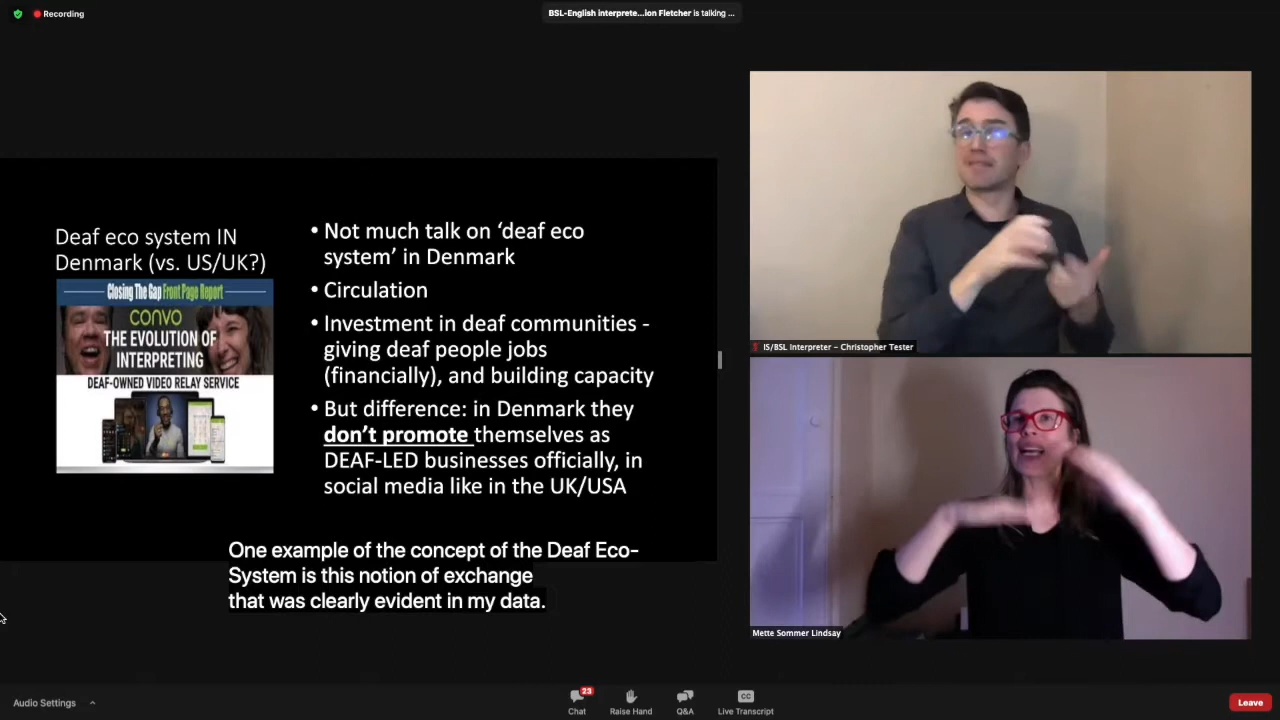 Recording
BSL-English interprete...ion Fletcher is talking ...
Deaf eco system IN
Denmark (vs. US/UK?)
Closing The Gap Front Page Report
CONVO
THE EVOLUTION OF
INTERPRETING
DEAF-OWNED VIDEO RELAY SERVICE
• Not much talk on ‘deaf eco
system’ in Denmark
• Circulation
• Investment in deaf communities -
giving deaf people jobs
(financially), and building capacity
• But difference: in Denmark they
don’t promote themselves as
DEAF-LED businesses officially, in
social media like in the UK/USA
One example of the concept of the Deaf Eco-
System is this notion of exchange
that was clearly evident in my data.
IS/BSL Interpreter – Christopher Tester
Mette Sommer Lindsay
Audio Settings
23
Chat
Raise Hand
Q&A
CC
Live Transcript
Leave